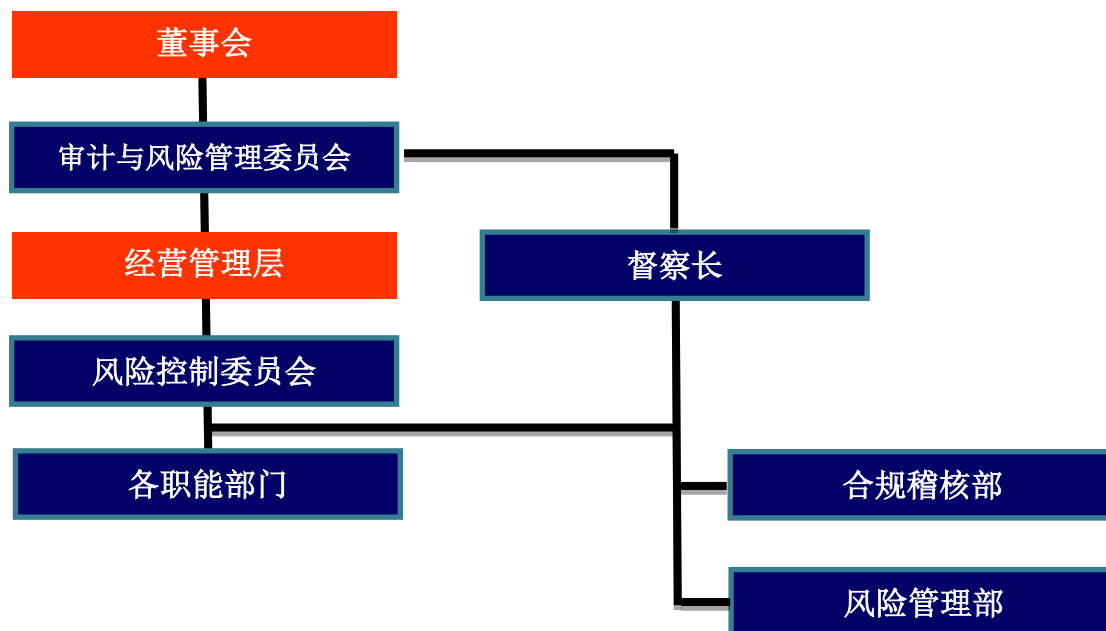 董事会
审计与风险管理委员会
经营管理层
督察长
风险控制委员会
各职能部门
合规稽核部
风险管理部